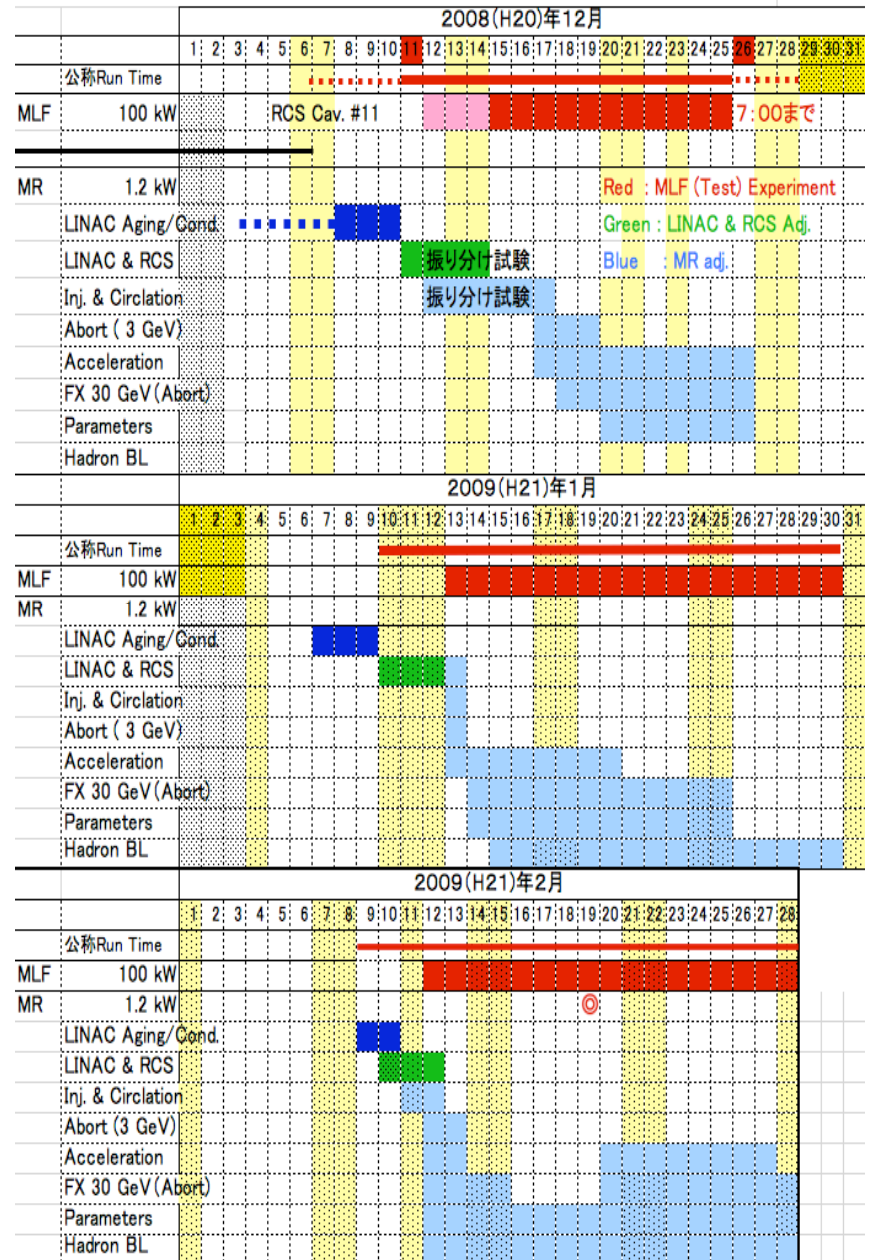 2008(H20)年12月
1 2 3 4 5 6 7 8 9 10 11 12 13 14 15 16 17 18 19 20 21 22 23 24 25 26 27 28 29 30 31
公称Run Time
MLF 100 kW RCS Cav. #11 7:00まで
MR 1.2 kW Red : MLF (Test) Experiment
LINAC Aging/Cond. Green : LINAC & RCS Adj.
LINAC & RCS 振り分け試験 Blue : MR adj.
Inj. & Circlation 振り分け試験
Abort ( 3 GeV)
Acceleration
FX 30 GeV(Abort)
Parameters
Hadron BL
2009(H21)年1月
1 2 3 4 5 6 7 8 9 10 11 12 13 14 15 16 17 18 19 20 21 22 23 24 25 26 27 28 29 30 31
公称Run Time
MLF 100 kW
MR 1.2 kW
LINAC Aging/Cond.
LINAC & RCS
Inj. & Circlation
Abort ( 3 GeV)
Acceleration
FX 30 GeV(Abort)
Parameters
Hadron BL
2009(H21)年2月
1 2 3 4 5 6 7 8 9 10 11 12 13 14 15 16 17 18 19 20 21 22 23 24 25 26 27 28
公称Run Time
MLF 100 kW
MR 1.2 kW ◎
LINAC Aging/Cond.
LINAC & RCS
Inj. & Circlation
Abort (3 GeV)
Acceleration
FX 30 GeV(Abort)
Parameters
Hadron BL